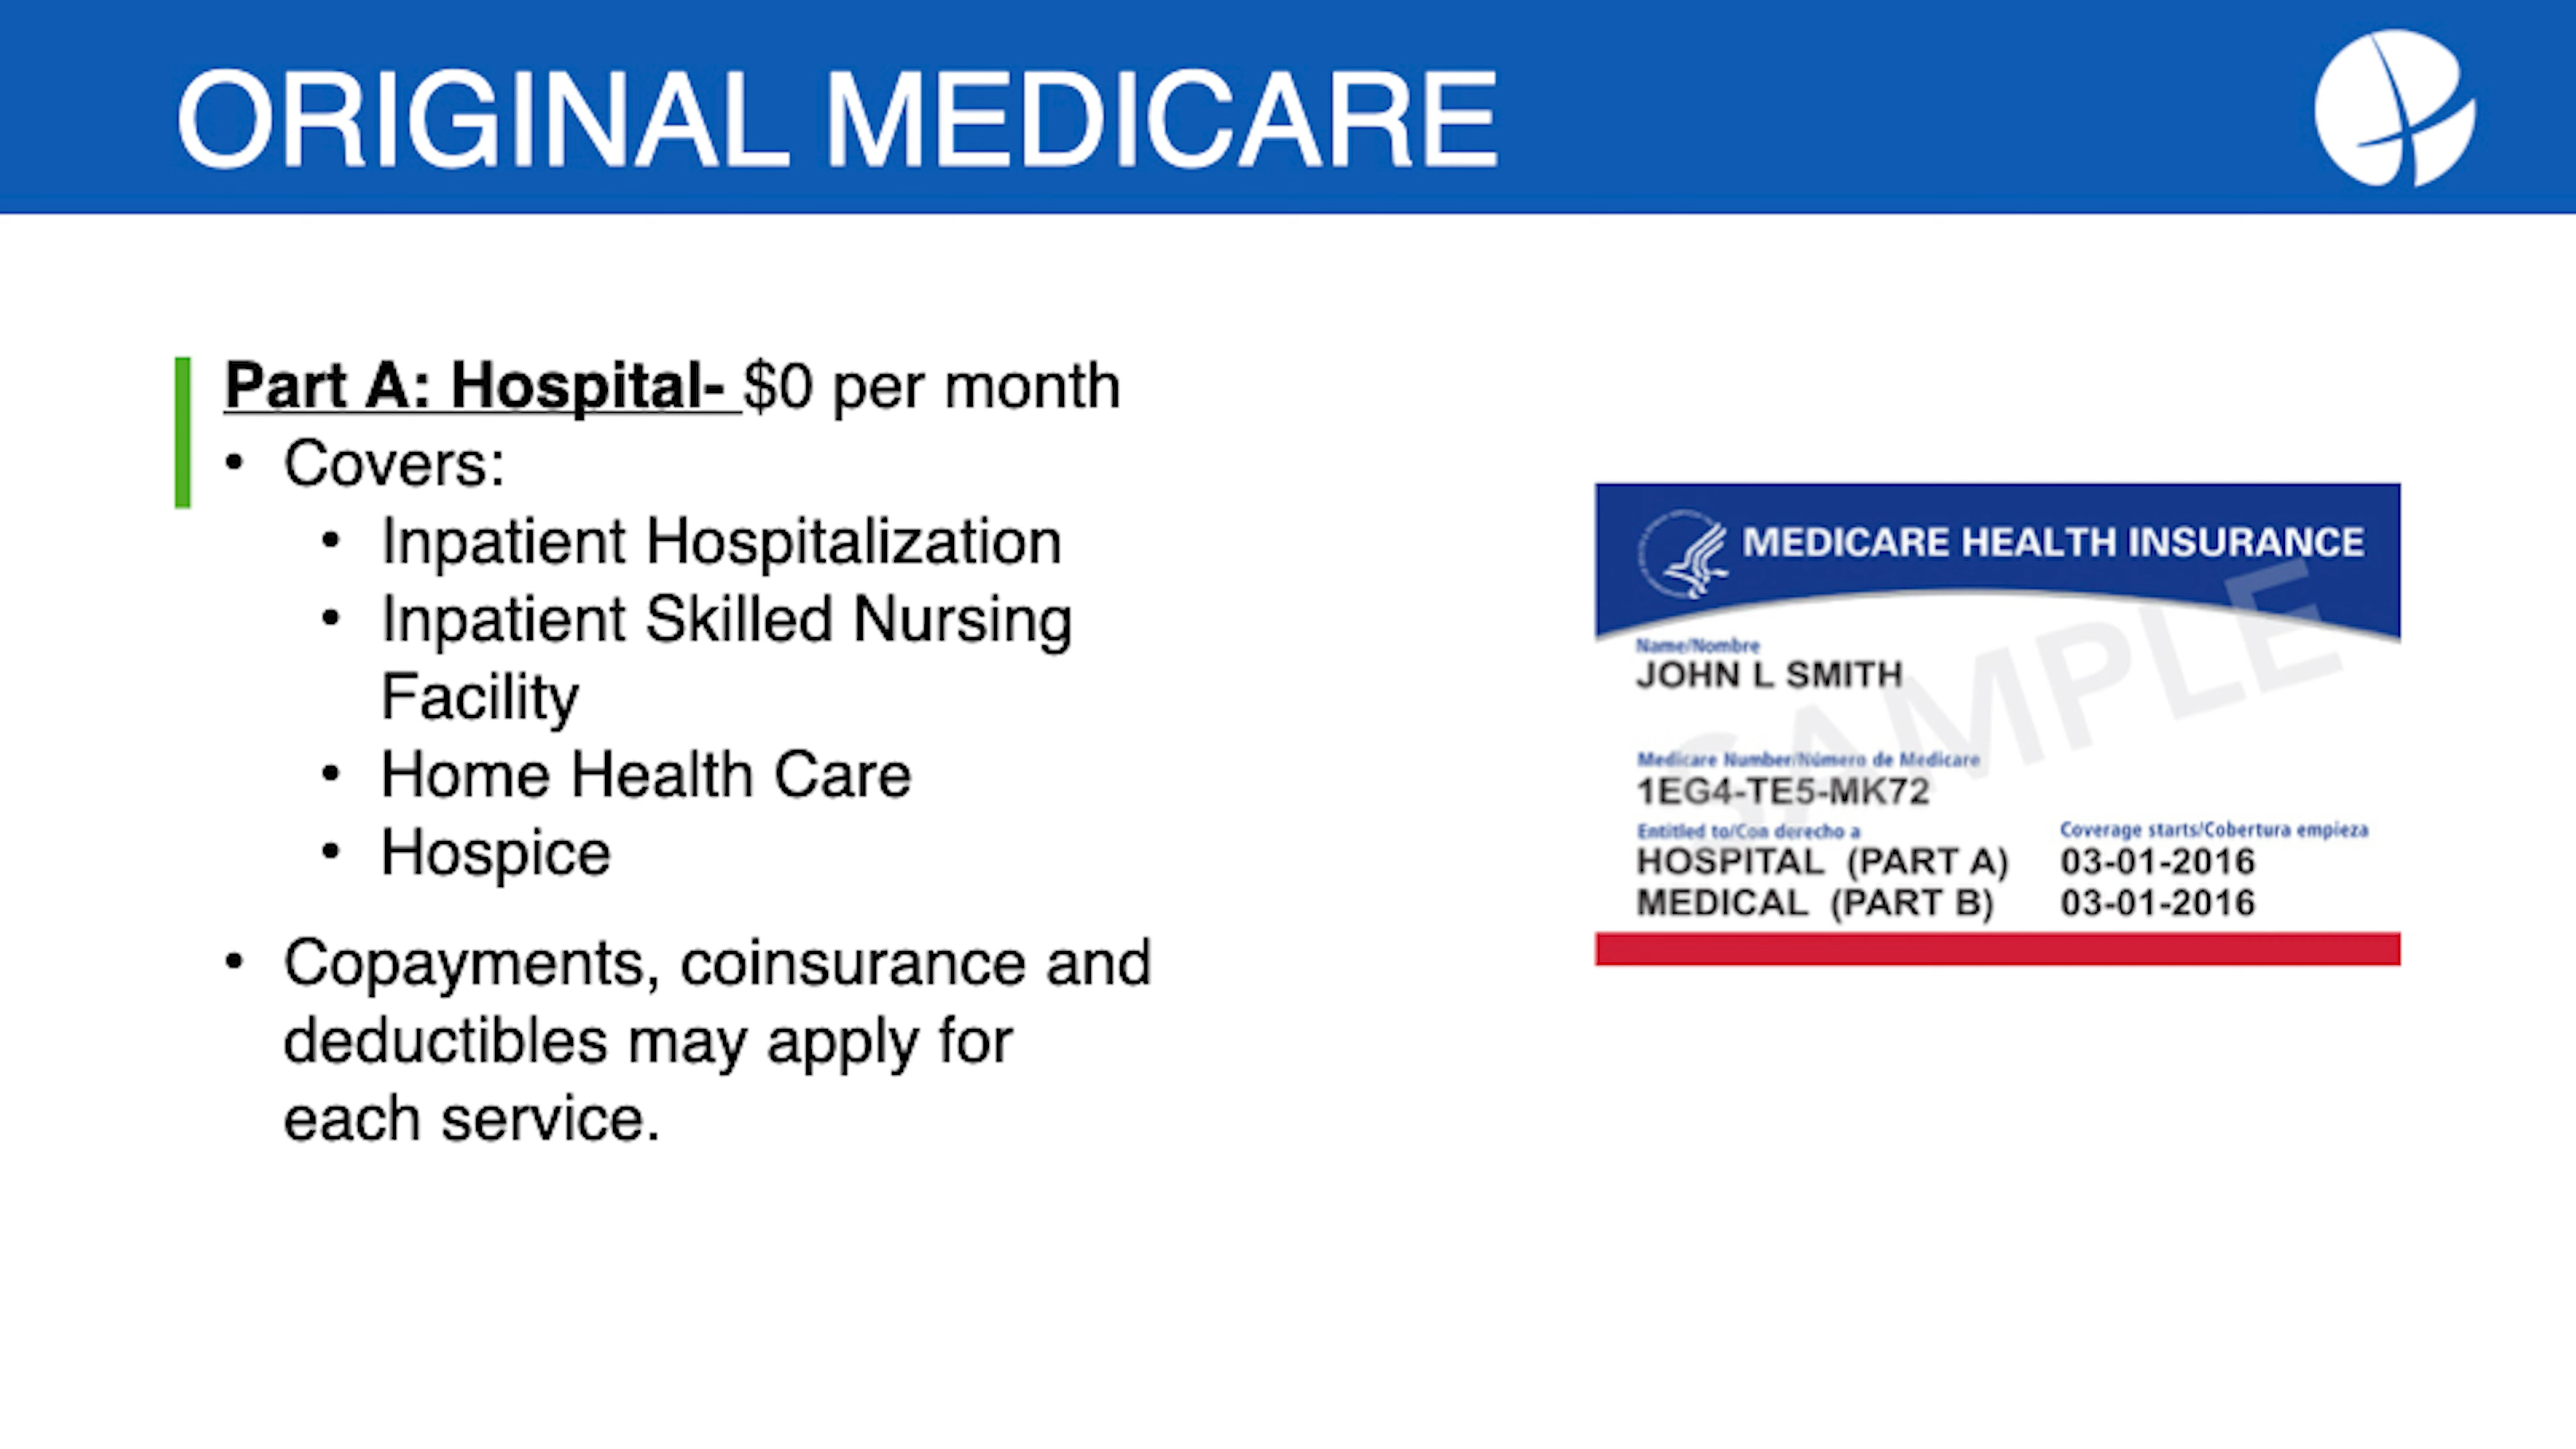 ORIGINAL MEDICARE
Part A: Hospital- $0 per month
• Covers:
• Inpatient Hospitalization
• Inpatient Skilled Nursing
Facility
• Home Health Care
• Hospice
• Copayments, coinsurance and
deductibles may apply for
each service.
MEDICARE HEALTH INSURANCE
Name/Nombre
JOHN L SMITH
SAMPLE
Medicare Number/Número de Medicare
1EG4-TE5-MK72
Entitled to/Con derecho a
Coverage starts/Cobertura empieza
HOSPITAL (PART A) 03-01-2016
MEDICAL (PART B) 03-01-2016